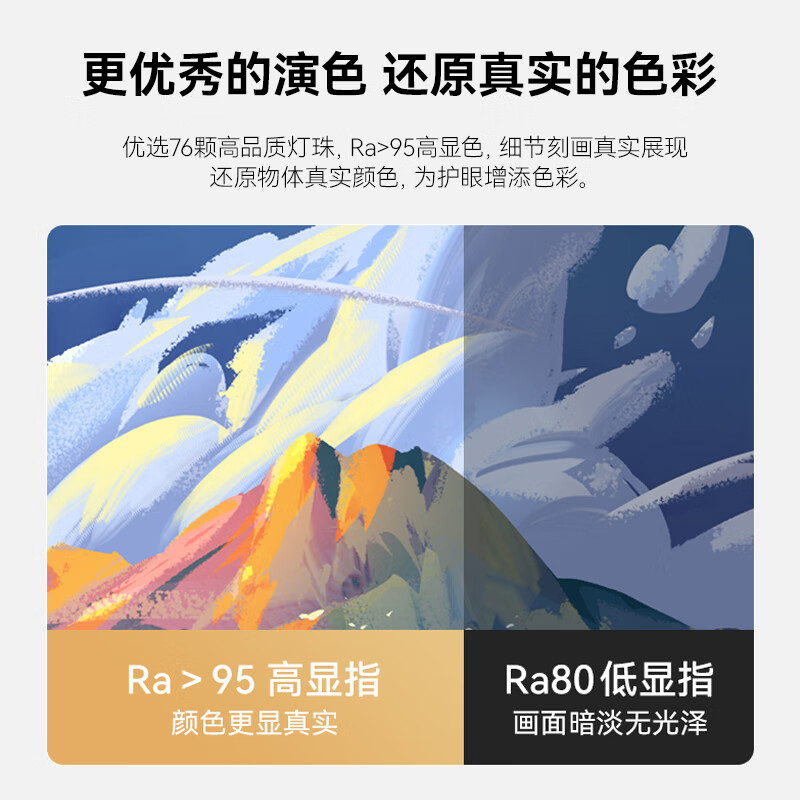 更优秀的演色 还原真实的色彩
优选76颗高品质灯珠, Ra>95高显色, 细节刻画真实展现
还原物体真实颜色, 为护眼增添色彩。
Ra > 95 高显指
颜色更显真实
Ra80 低显指
画面暗淡无光泽